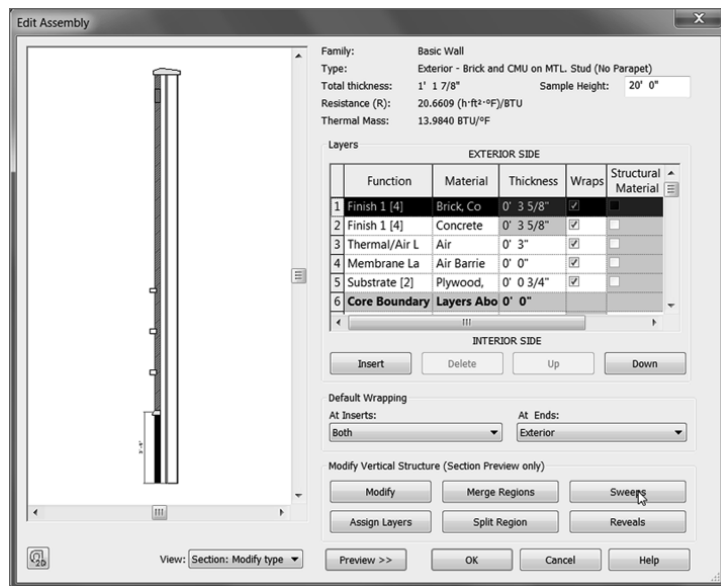 Edit Assembly
Family: Basic Wall
Type: Exterior - Brick and CMU on MTL. Stud (No Parapet)
Total thickness: 1' 1 7/8" Sample Height: 20' 0"
Resistance (R): 20.6609 (h·ft²·ºF)/BTU
Thermal Mass: 13.9840 BTU/ºF
Layers
EXTERIOR SIDE
Function Material Thickness Wraps Structural Material
1 Finish 1 [4] Brick, Co 0' 3 5/8"
2 Finish 1 [4] Concrete 0' 3 5/8"
3 Thermal/Air L Air 0' 3"
4 Membrane La Air Barrie 0' 0"
5 Substrate [2] Plywood, 0' 0 3/4"
6 Core Boundary Layers Abo 0' 0"
INTERIOR SIDE
Insert Delete Up Down
Default Wrapping
At Inserts: At Ends:
Both Exterior
Modify Vertical Structure (Section Preview only)
Modify Merge Regions Sweeps
Assign Layers Split Region Reveals
View: Section: Modify type Preview >> OK Cancel Help